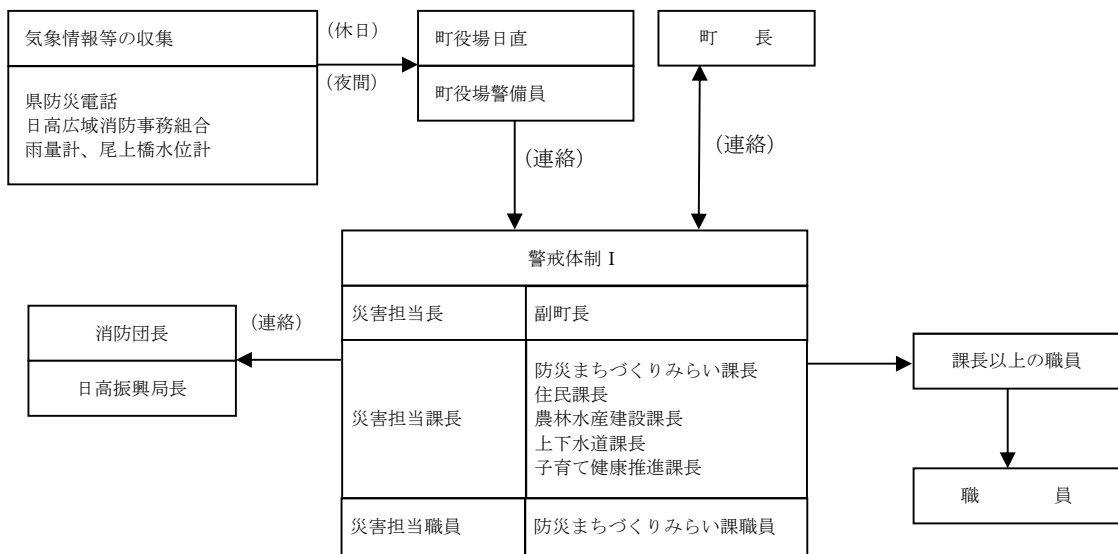 気象情報等の収集
県防災電話
日高広域消防事務組合
雨量計、尾上橋水位計
(休日)
(夜間)
町役場日直
町役場警備員
町　　長
(連絡)
(連絡)
警戒体制Ⅰ
災害担当長
副町長
災害担当課長
防災まちづくりみらい課長
住民課長
農林水産建設課長
上下水道課長
子育て健康推進課長
災害担当職員
防災まちづくりみらい課職員
(連絡)
消防団長
日高振興局長
課長以上の職員
職　　　　員